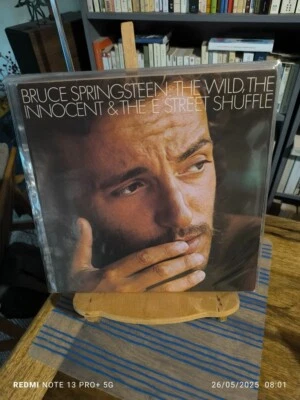 BRUCE SPRINGSTEEN: THE WILD, THE
INNOCENT & THE E STREET SHUFFLE
REDMI NOTE 13 PRO+ 5G
26/05/2025 08:01